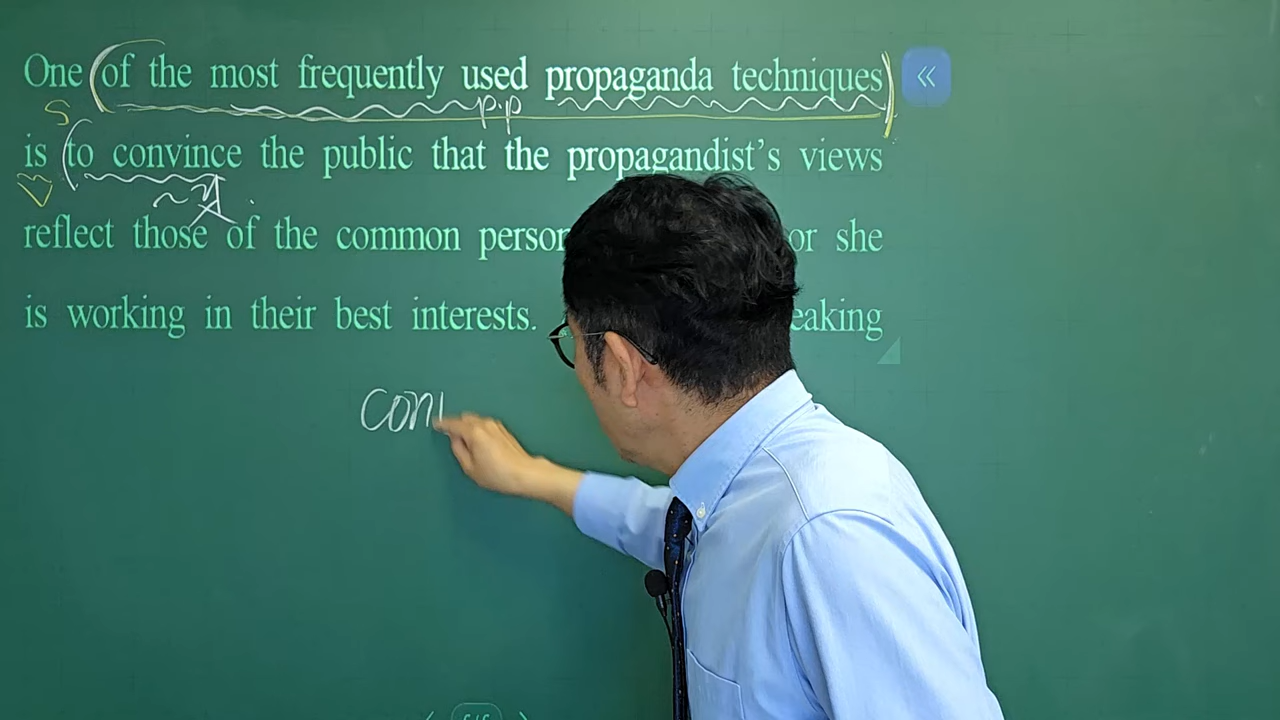 One of the most frequently used propaganda techniques
S
p.p
is to convince the public that the propagandist's views
V
~거
reflect those of the common person or she
is working in their best interests. eaking
con